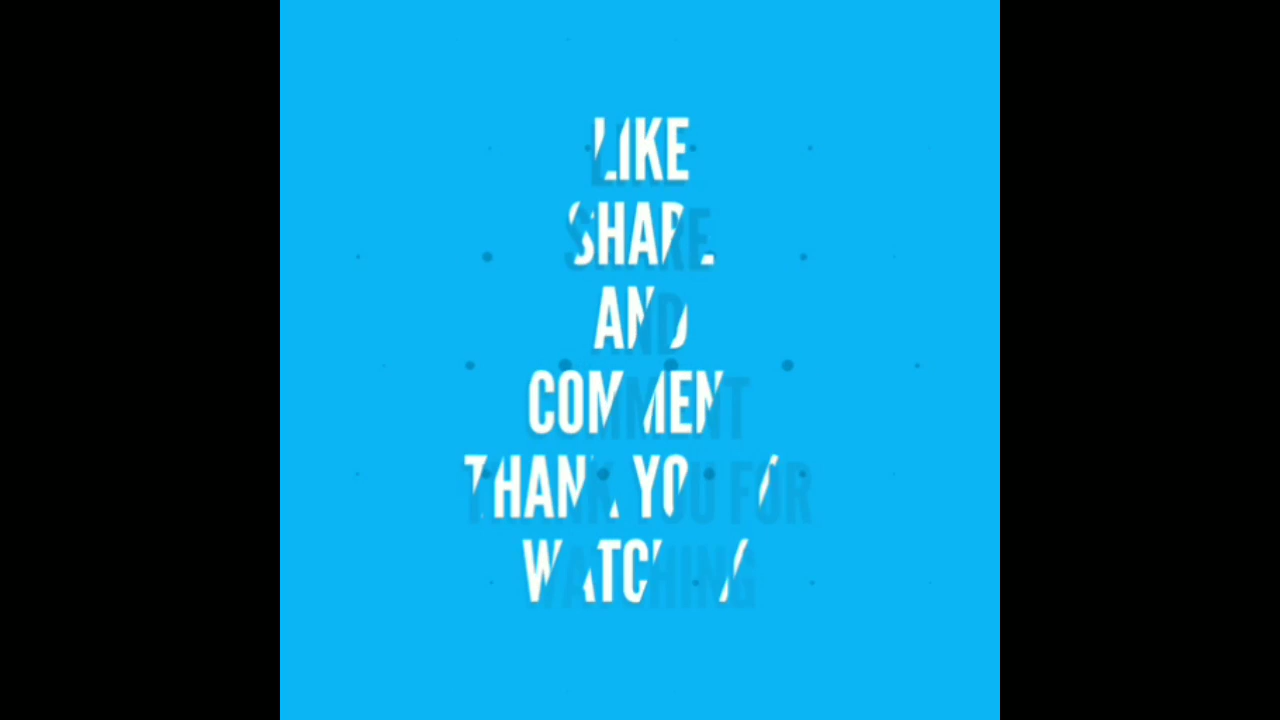 LIKE
SHARE
AND
COMMENT
THANK YOU FOR
WATCHING